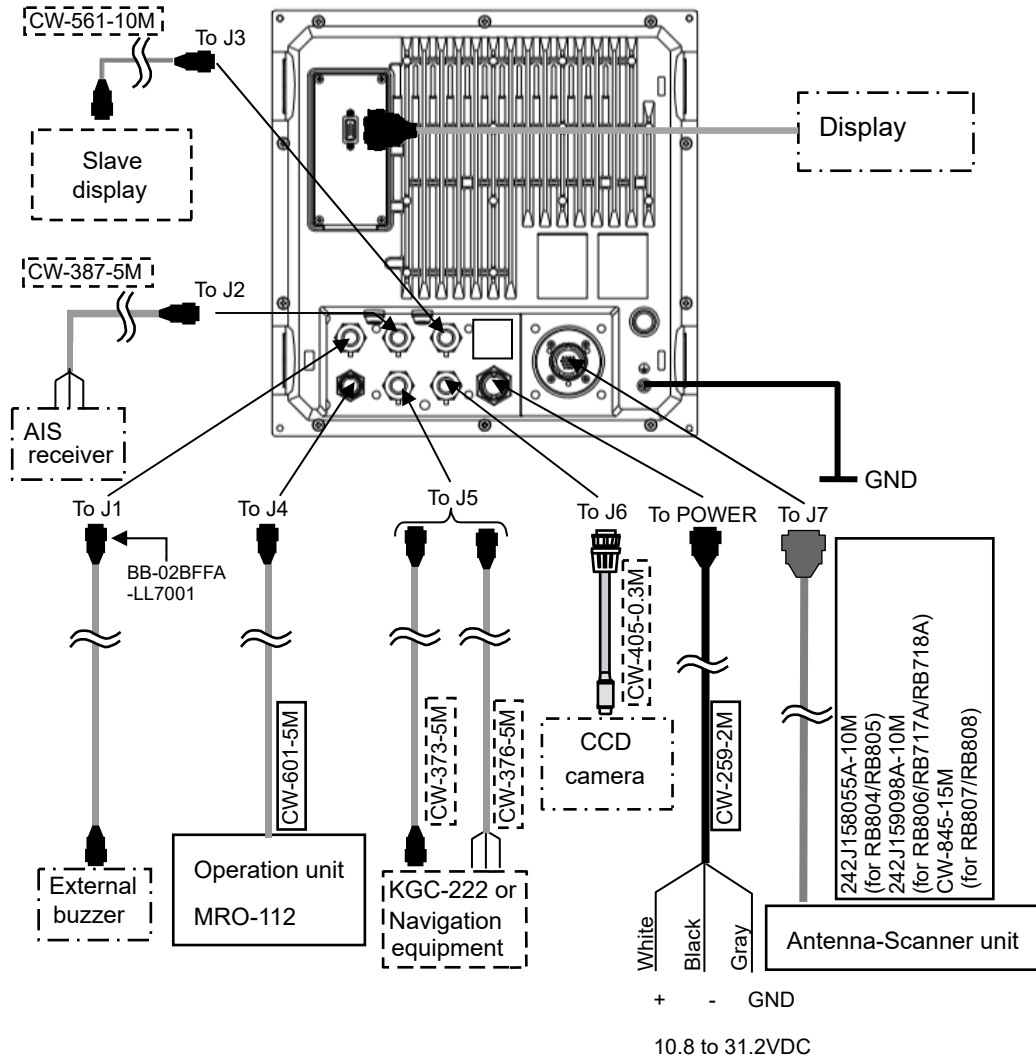 CW-561-10M
To J3
Slave
display
Display
CW-387-5M
To J2
AIS
receiver
GND
To J1
To J4
To J5
To J6
To POWER
To J7
BB-02BFFA
-LL7001
CW-601-5M
CW-373-5M
CW-376-5M
CW-405-0.3M
CW-259-2M
242J158055A-10M
(for RB804/RB805)
242J159098A-10M
(for RB806/RB717A/RB718A)
CW-845-15M
(for RB807/RB808)
External
buzzer
Operation unit
MRO-112
KGC-222 or
Navigation
equipment
CCD
camera
White
Black
Gray
+ - GND
10.8 to 31.2VDC
Antenna-Scanner unit